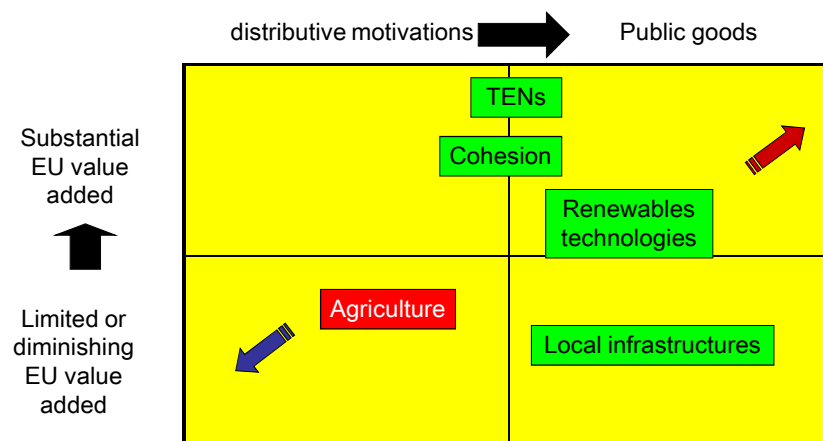 distributive motivations
Public goods
TENs
Substantial
EU value
added
Cohesion
Renewables
technologies
Agriculture
Limited or
diminishing
EU value
added
Local infrastructures